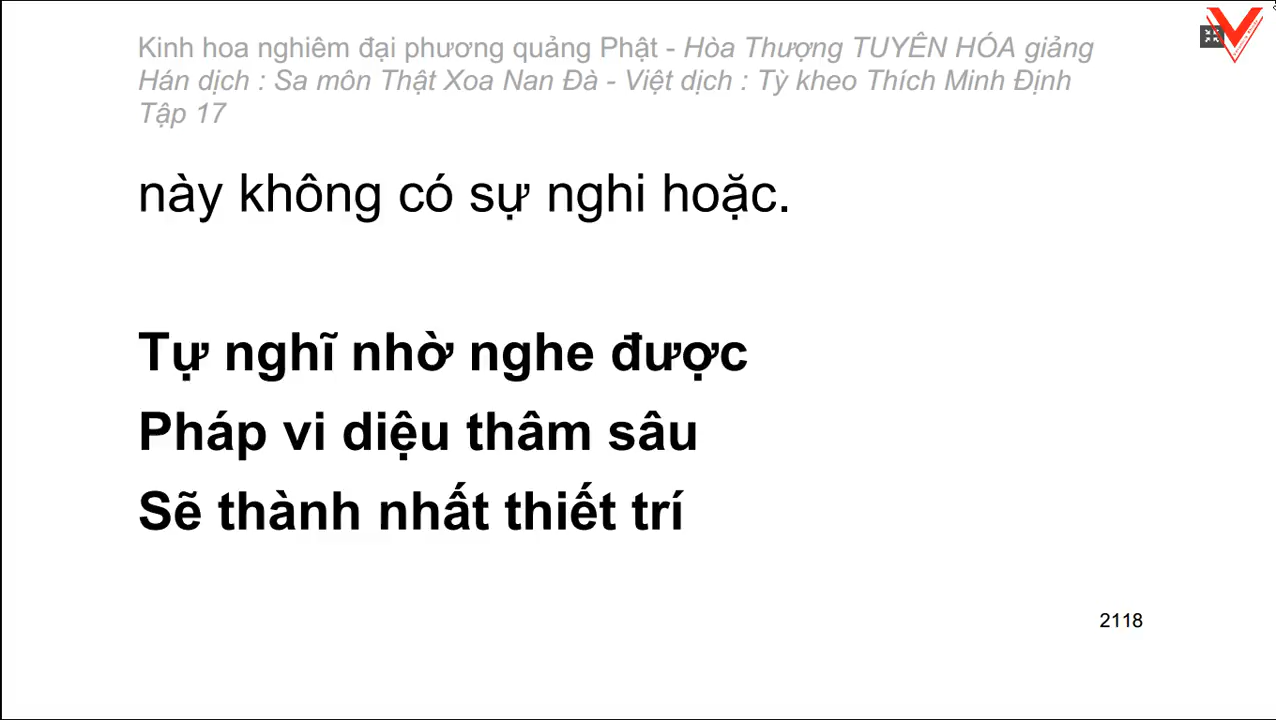 Kinh hoa nghiêm đại phương quảng Phật - Hòa Thượng TUYÊN HÓA giảng
Hán dịch : Sa môn Thật Xoa Nan Đà - Việt dịch : Tỳ kheo Thích Minh Định
Tập 17
này không có sự nghi hoặc.
Tự nghĩ nhờ nghe được
Pháp vi diệu thâm sâu
Sẽ thành nhất thiết trí
2118